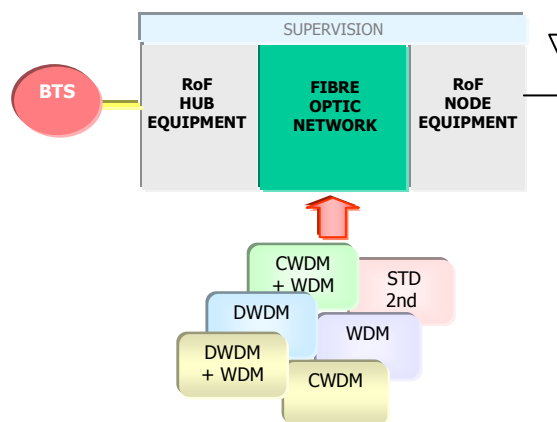 SUPERVISION
BTS
RoF
HUB
EQUIPMENT
FIBRE
OPTIC
NETWORK
RoF
NODE
EQUIPMENT
CWDM
+ WDM
STD
2nd
DWDM
WDM
DWDM
+ WDM
CWDM